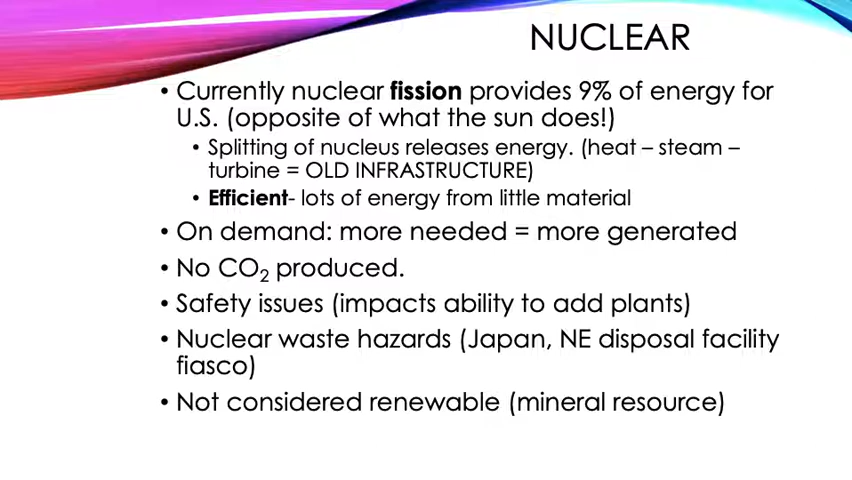 NUCLEAR
• Currently nuclear fission provides 9% of energy for
U.S. (opposite of what the sun does!)
• Splitting of nucleus releases energy. (heat – steam –
turbine = OLD INFRASTRUCTURE)
• Efficient- lots of energy from little material
• On demand: more needed = more generated
• No CO₂ produced.
• Safety issues (impacts ability to add plants)
• Nuclear waste hazards (Japan, NE disposal facility
fiasco)
• Not considered renewable (mineral resource)